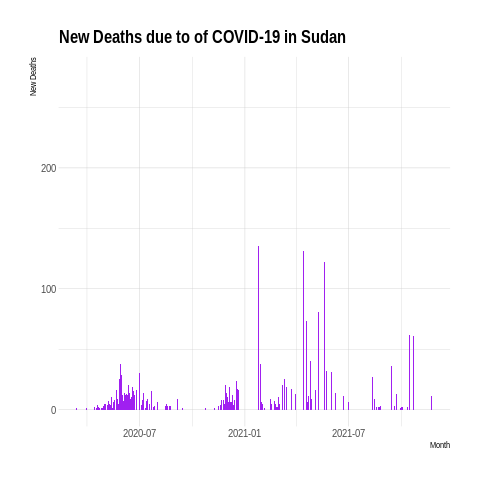 New Deaths due to of COVID-19 in Sudan
New Deaths
200
100
0
2020-07
2021-01
2021-07
Month